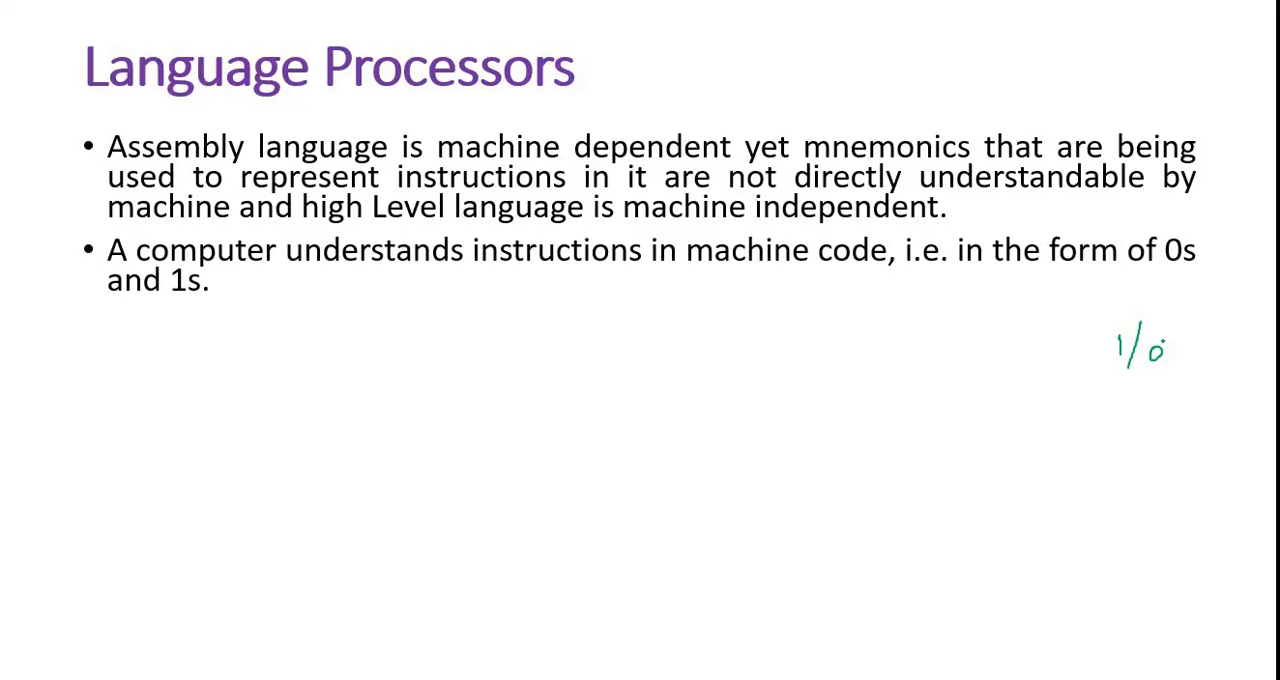 Language Processors
• Assembly language is machine dependent yet mnemonics that are being
used to represent instructions in it are not directly understandable by
machine and high Level language is machine independent.
• A computer understands instructions in machine code, i.e. in the form of 0s
and 1s.
1/0